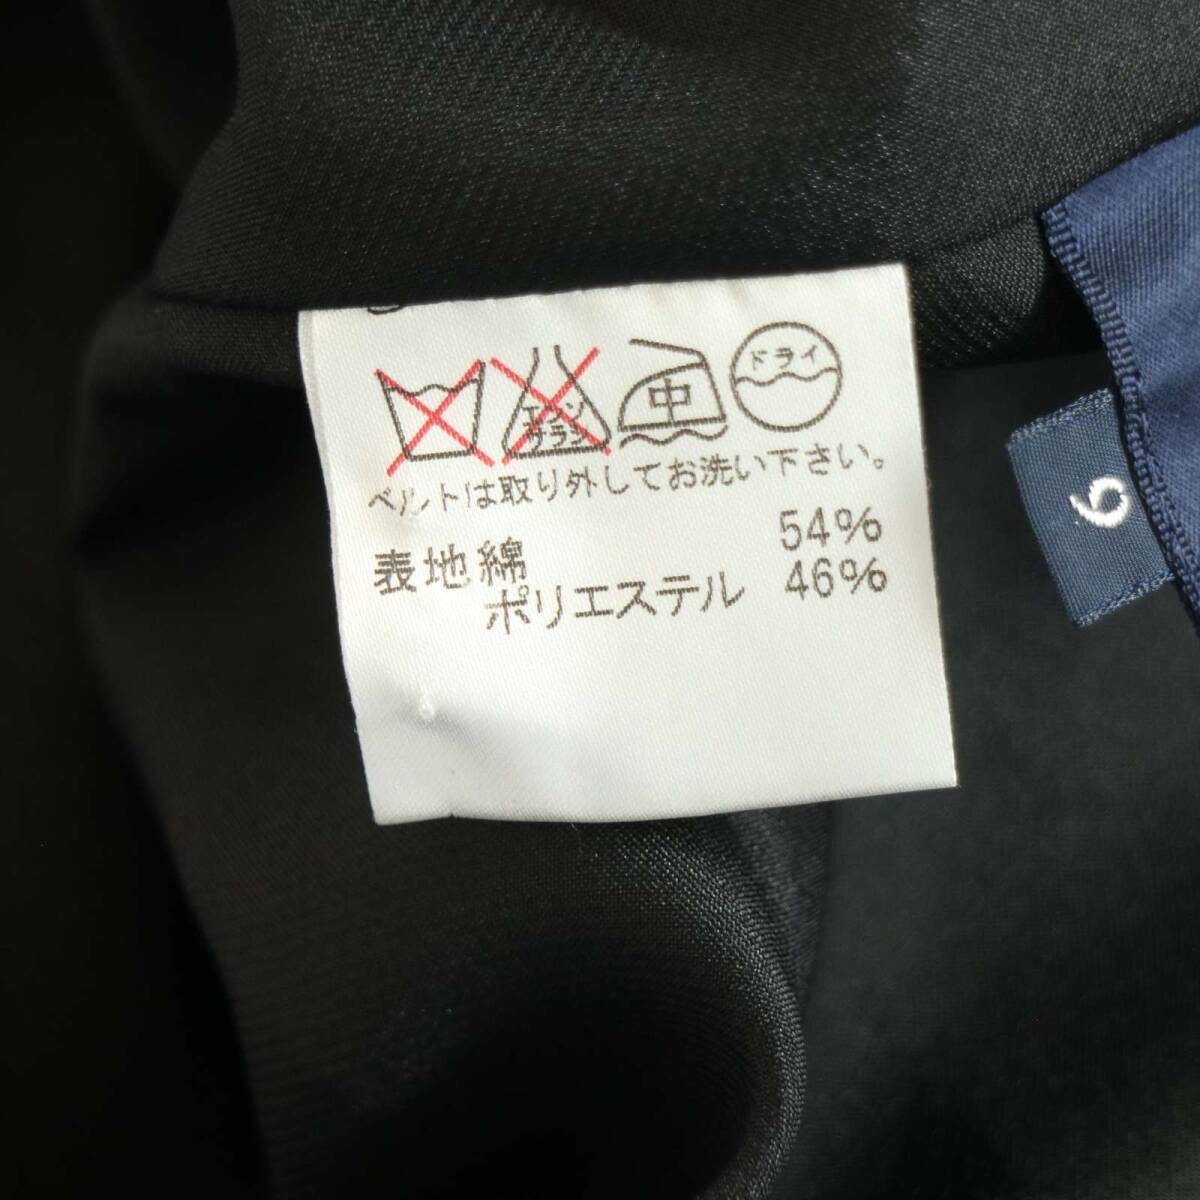 エンソ
サラシ
中
ドライ
ベルトは取り外してお洗い下さい。
表地綿 54%
ポリエステル 46%
6